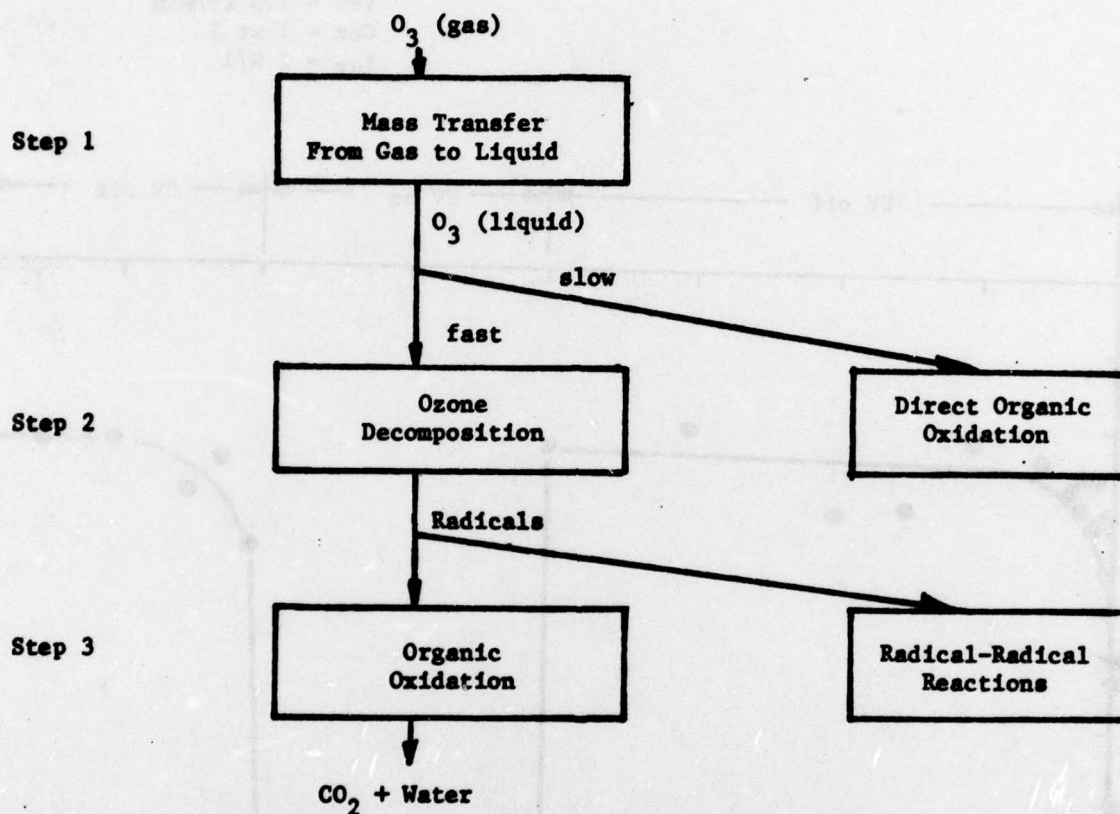 O3 (gas)
Step 1
Mass Transfer
From Gas to Liquid
O3 (liquid)
slow
fast
Step 2
Ozone
Decomposition
Direct Organic
Oxidation
Radicals
Step 3
Organic
Oxidation
Radical-Radical
Reactions
CO2 + Water